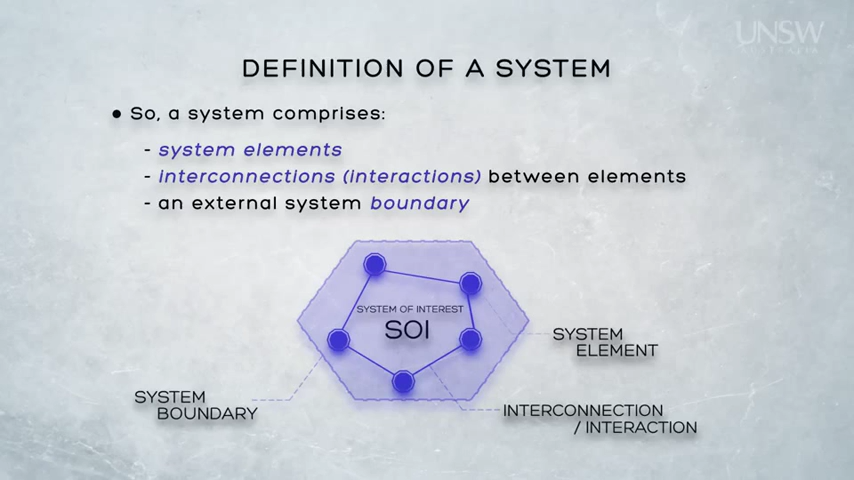 UNSW
AUSTRALIA
DEFINITION OF A SYSTEM
● So, a system comprises:
- system elements
- interconnections (interactions) between elements
- an external system boundary
SYSTEM OF INTEREST
SOI
SYSTEM
ELEMENT
SYSTEM
BOUNDARY
INTERCONNECTION
/ INTERACTION